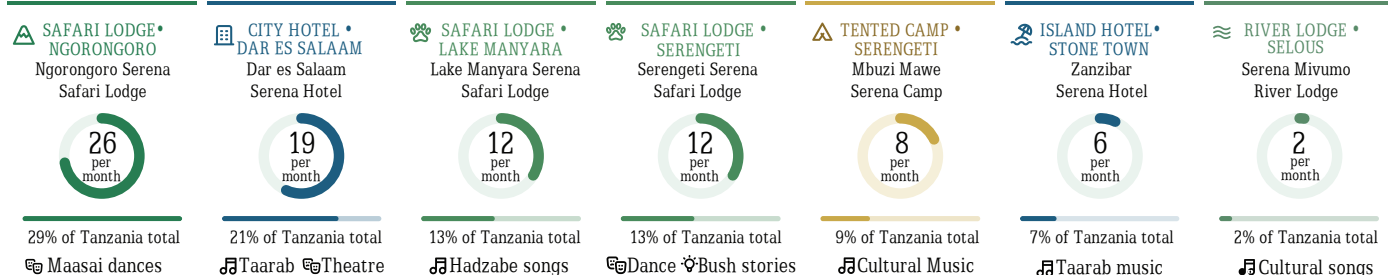 SAFARI LODGE •
NGORONGORO
Ngorongoro Serena
Safari Lodge
26
per
month
29% of Tanzania total
Maasai dances
CITY HOTEL •
DAR ES SALAAM
Dar es Salaam
Serena Hotel
19
per
month
21% of Tanzania total
Taarab Theatre
SAFARI LODGE •
LAKE MANYARA
Lake Manyara Serena
Safari Lodge
12
per
month
13% of Tanzania total
Hadzabe songs
SAFARI LODGE •
SERENGETI
Serengeti Serena
Safari Lodge
12
per
month
13% of Tanzania total
Dance Bush stories
TENTED CAMP •
SERENGETI
Mbuzi Mawe
Serena Camp
8
per
month
9% of Tanzania total
Cultural Music
ISLAND HOTEL •
STONE TOWN
Zanzibar
Serena Hotel
6
per
month
7% of Tanzania total
Taarab music
RIVER LODGE •
SELOUS
Serena Mivumo
River Lodge
2
per
month
2% of Tanzania total
Cultural songs